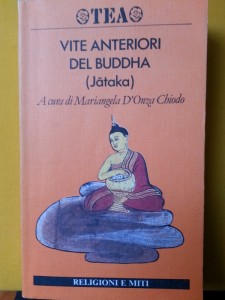 TEA
VITE ANTERIORI
DEL BUDDHA
(Jātaka)
A cura di Mariangela D'Onza Chiodo
RELIGIONI E MITI